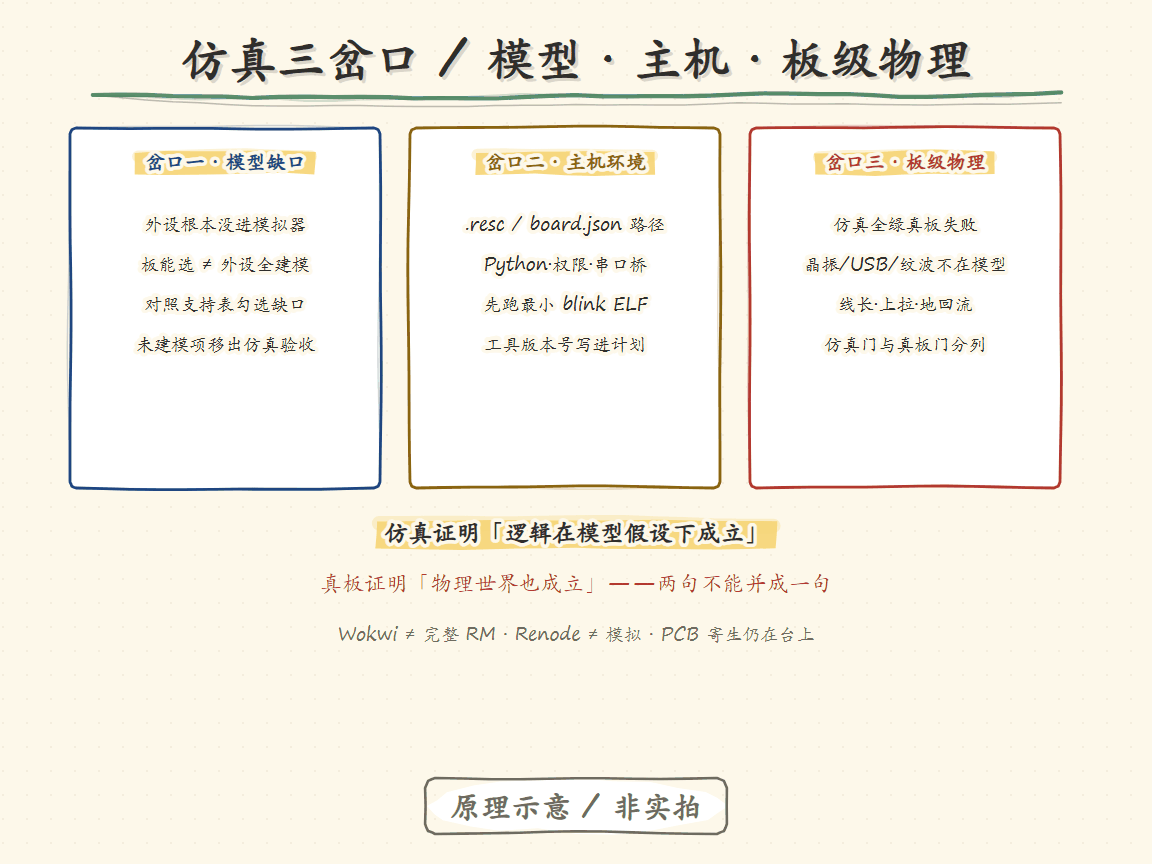 仿真三岔口 / 模型 · 主机 · 板级物理
岔口一 · 模型缺口
外设根本没进模拟器
板能选 ≠ 外设全建模
对照支持表勾选缺口
未建模项移出仿真验收
岔口二 · 主机环境
.resc / board.json 路径
Python·权限·串口桥
先跑最小 blink ELF
工具版本号写进计划
岔口三 · 板级物理
仿真全绿真板失败
晶振/USB/纹波不在模型
线长·上拉·地回流
仿真门与真板门分列
仿真证明「逻辑在模型假设下成立」
真板证明「物理世界也成立」——两句不能并成一句
Wokwi ≠ 完整 RM · Renode ≠ 模拟 · PCB 寄生仍在台上
原理示意 / 非实拍